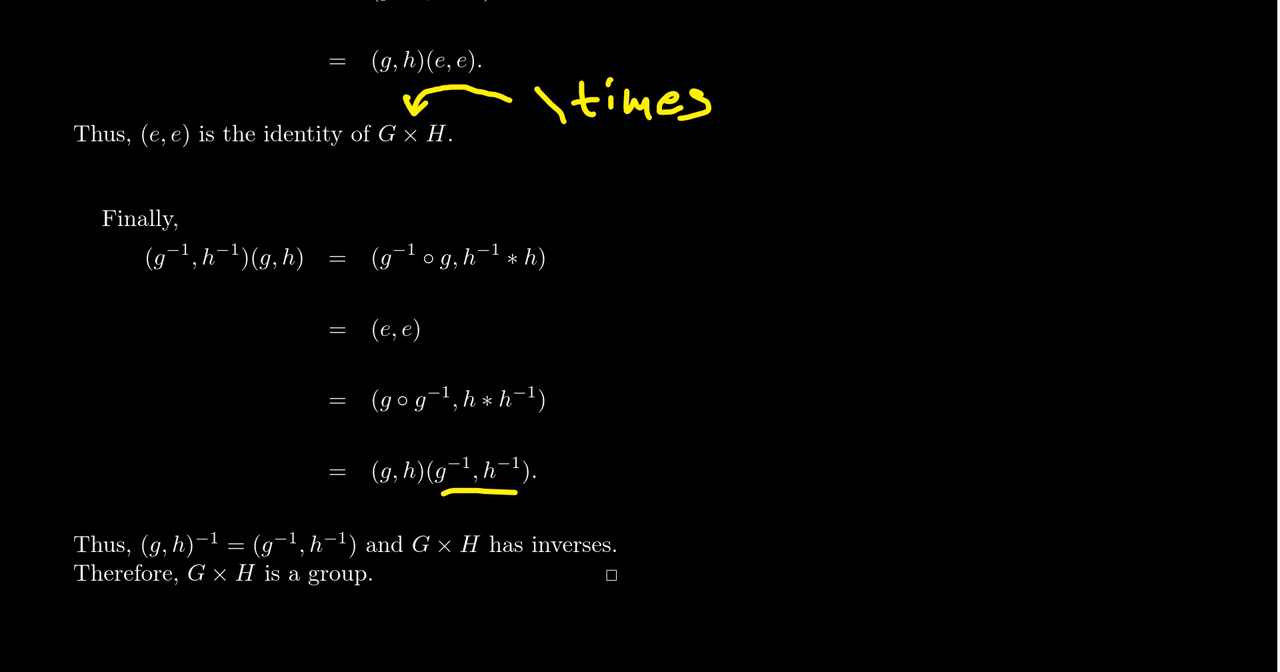 = (g, h)(e, e).
\times
Thus, (e, e) is the identity of G × H.
Finally,
(g⁻¹, h⁻¹)(g, h) = (g⁻¹ ∘ g, h⁻¹ ∗ h)
= (e, e)
= (g ∘ g⁻¹, h ∗ h⁻¹)
= (g, h)(g⁻¹, h⁻¹).
Thus, (g, h)⁻¹ = (g⁻¹, h⁻¹) and G × H has inverses.
Therefore, G × H is a group. □